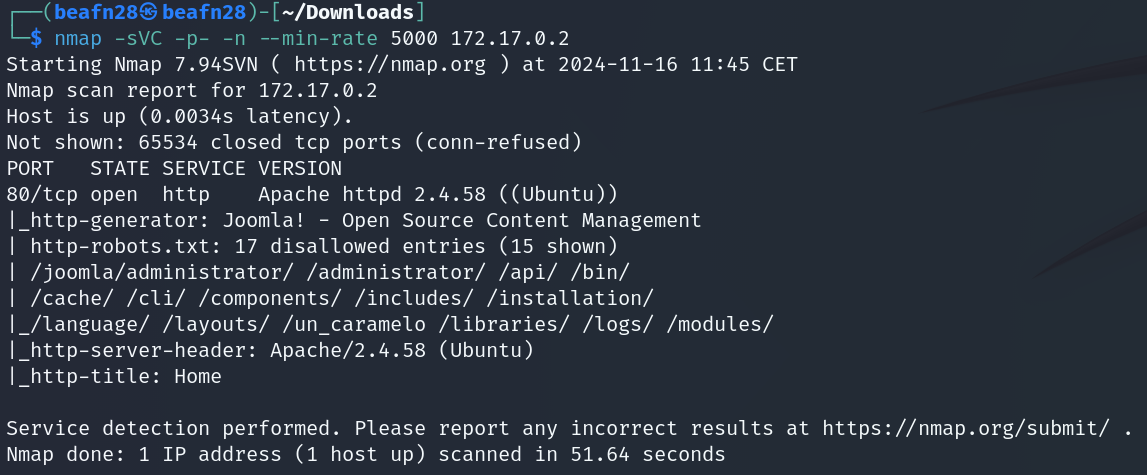 ┌──(beafn28㉿beafn28)-[~/Downloads]
└─$ nmap -sVC -p- -n --min-rate 5000 172.17.0.2
Starting Nmap 7.94SVN ( https://nmap.org ) at 2024-11-16 11:45 CET
Nmap scan report for 172.17.0.2
Host is up (0.0034s latency).
Not shown: 65534 closed tcp ports (conn-refused)
PORT   STATE SERVICE VERSION
80/tcp open  http    Apache httpd 2.4.58 ((Ubuntu))
|_http-generator: Joomla! - Open Source Content Management
| http-robots.txt: 17 disallowed entries (15 shown)
| /joomla/administrator/ /administrator/ /api/ /bin/
| /cache/ /cli/ /components/ /includes/ /installation/
|_/language/ /layouts/ /un_caramelo /libraries/ /logs/ /modules/
|_http-server-header: Apache/2.4.58 (Ubuntu)
|_http-title: Home
Service detection performed. Please report any incorrect results at https://nmap.org/submit/ .
Nmap done: 1 IP address (1 host up) scanned in 51.64 seconds